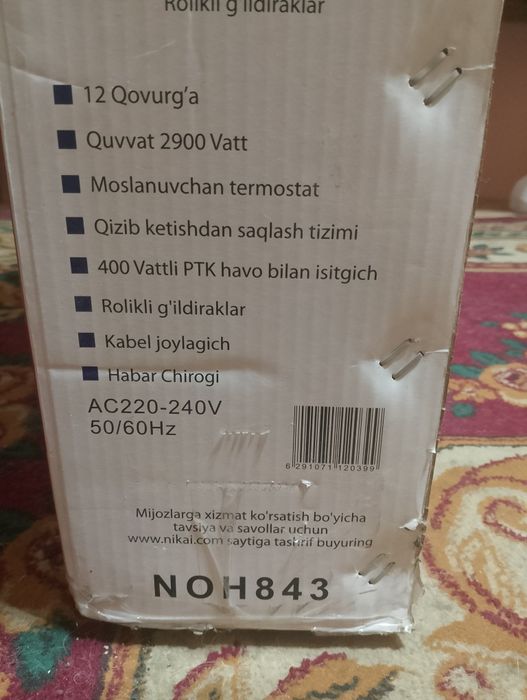 Rolikli g'ildiraklar
12 Qovurg'a
Quvvat 2900 Vatt
Moslanuvchan termostat
Qizib ketishdan saqlash tizimi
400 Vattli PTK havo bilan isitgich
Rolikli g'ildiraklar
Kabel joylagich
Habar Chirogi
AC220-240V
50/60Hz
6 291071 120399
Mijozlarga xizmat ko'rsatish bo'yicha
tavsiya va savollar uchun
www.nikai.com saytiga tashrif buyuring
NOH843